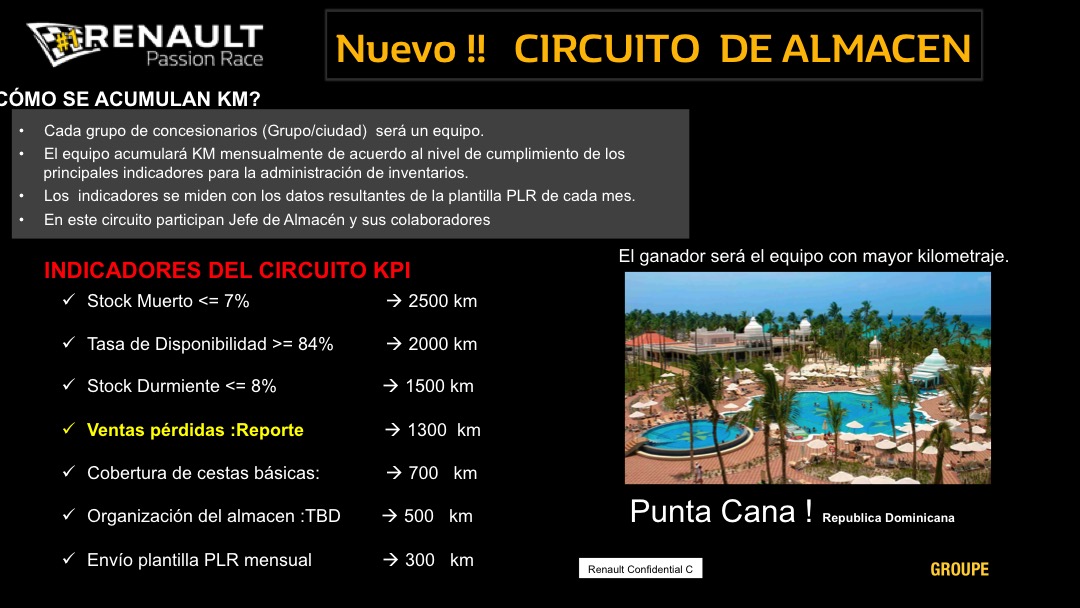 #1 RENAULT
Passion Race
Nuevo !! CIRCUITO DE ALMACEN
CÓMO SE ACUMULAN KM?
• Cada grupo de concesionarios (Grupo/ciudad) será un equipo.
• El equipo acumulará KM mensualmente de acuerdo al nivel de cumplimiento de los
principales indicadores para la administración de inventarios.
• Los indicadores se miden con los datos resultantes de la plantilla PLR de cada mes.
• En este circuito participan Jefe de Almacén y sus colaboradores
El ganador será el equipo con mayor kilometraje.
INDICADORES DEL CIRCUITO KPI
✓ Stock Muerto <= 7% → 2500 km
✓ Tasa de Disponibilidad >= 84% → 2000 km
✓ Stock Durmiente <= 8% → 1500 km
✓ Ventas pérdidas :Reporte → 1300 km
✓ Cobertura de cestas básicas: → 700 km
✓ Organización del almacen :TBD → 500 km
✓ Envío plantilla PLR mensual → 300 km
Punta Cana ! Republica Dominicana
Renault Confidential C
GROUPE